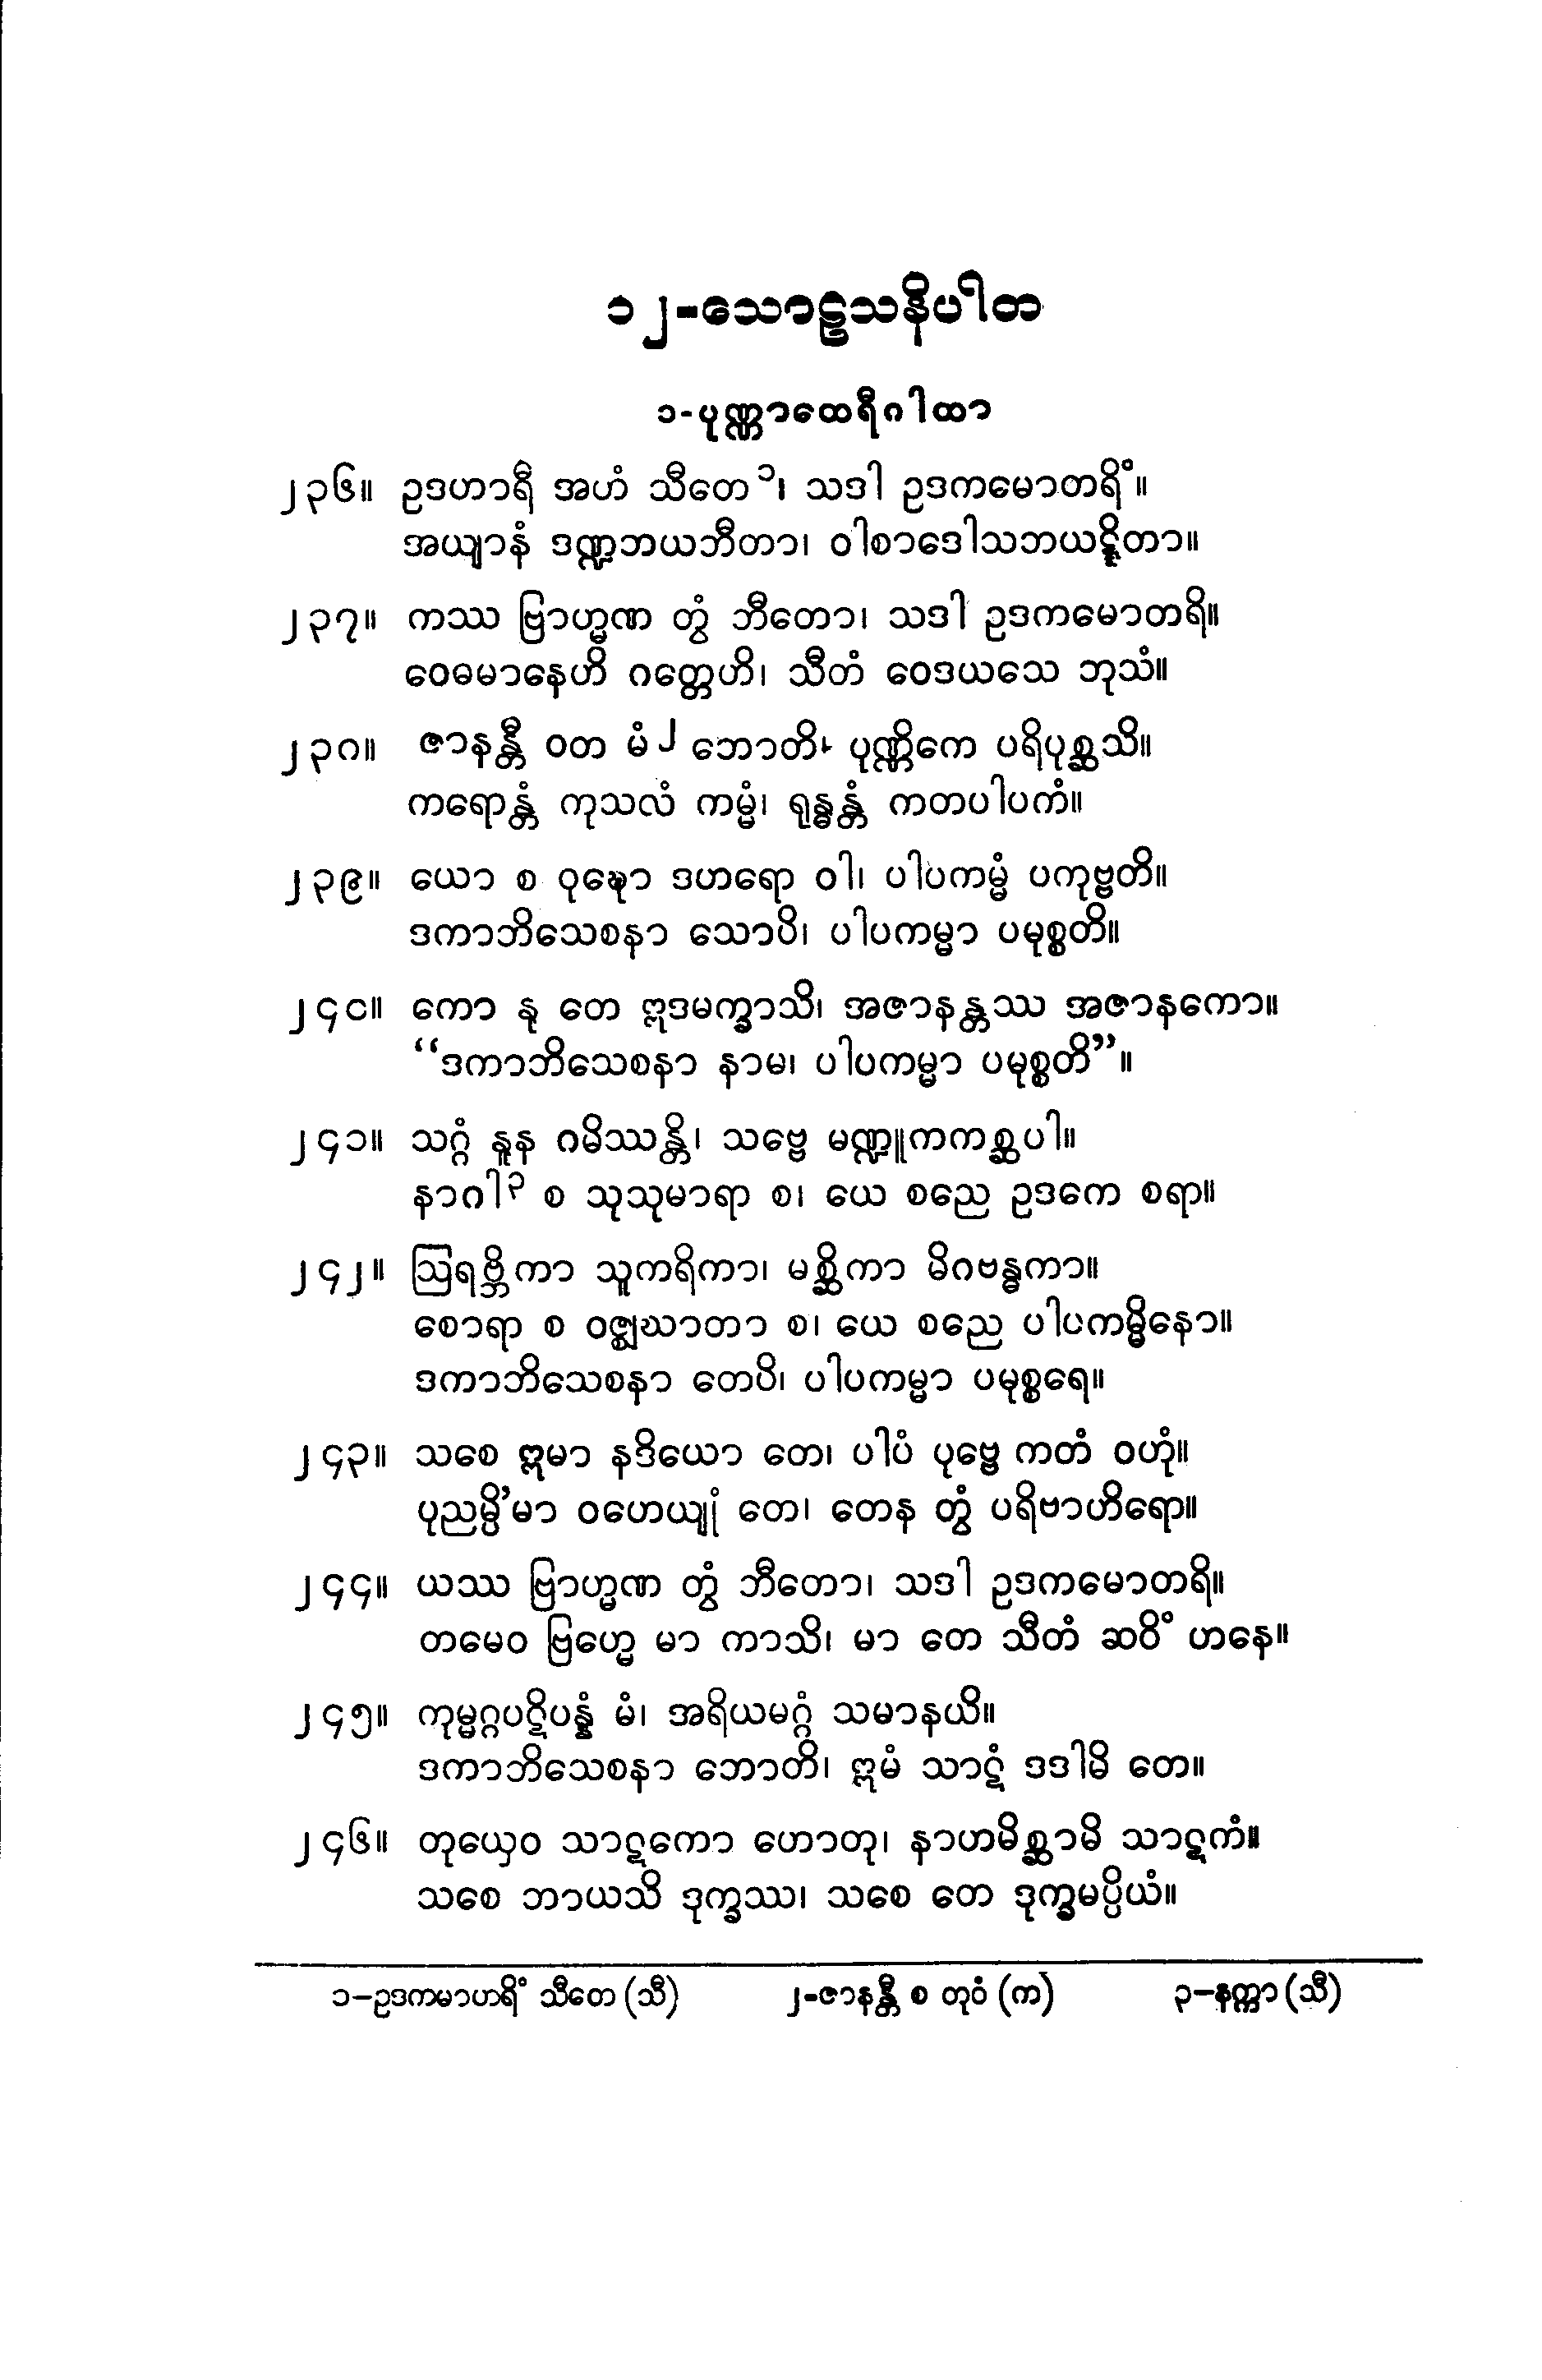 ၁၂-သောဠသနိပါတ
၁-ပုဏ္ဏာထေရီဂါထာ
၂၃၆။ ဥဒဟာရီ အဟံ သီတေ ၁၊ သဒါ ဥဒကမောတရိံ။
အယျာနံ ဒဏ္ဍဘယဘီတာ၊ ဝါစာဒေါသဘယဋ္ဋိတာ။
၂၃၇။ ကဿ ဗြာဟ္မဏ တွံ ဘီတော၊ သဒါ ဥဒကမောတရိ။
ဝေဓမာနေဟိ ဂတ္တေဟိ၊ သီတံ ဝေဒယသေ ဘုသံ။
၂၃၈။ ဇာနန္တီ ဝတ မံ ၂ ဘောတိ၊ ပုဏ္ဏိကေ ပရိပုစ္ဆသိ။
ကရောန္တံ ကုသလံ ကမ္မံ၊ ရုန္ဓန္တံ ကတပါပကံ။
၂၃၉။ ယော စ ဝုဍ္ဎော ဒဟရော ဝါ၊ ပါပကမ္မံ ပကုဗ္ဗတိ။
ဒကာဘိသေစနာ သောပိ၊ ပါပကမ္မာ ပမုစ္စတိ။
၂၄၀။ ကော နု တေ ဣဒမက္ခာသိ၊ အဇာနန္တဿ အဇာနကော။
“ဒကာဘိသေစနာ နာမ၊ ပါပကမ္မာ ပမုစ္စတိ”။
၂၄၁။ သဂ္ဂံ နူန ဂမိဿန္တိ၊ သဗ္ဗေ မဏ္ဍူကကစ္ဆပါ။
နာဂါ ၃ စ သုသုမာရာ စ၊ ယေ စညေ ဥဒကေ စရာ။
၂၄၂။ ဩရဗ္ဘိကာ သူကရိကာ၊ မစ္ဆိကာ မိဂဗန္ဓကာ။
စောရာ စ ဝဇ္ဈဃာတာ စ၊ ယေ စညေ ပါပကမ္မိနော။
ဒကာဘိသေစနာ တေပိ၊ ပါပကမ္မာ ပမုစ္စရေ။
၂၄၃။ သစေ ဣမာ နဒိယော တေ၊ ပါပံ ပုဗ္ဗေ ကတံ ဝဟုံ။
ပုညမ္ပိ’မာ ဝဟေယျုံ တေ၊ တေန တွံ ပရိဗာဟိရော။
၂၄၄။ ယဿ ဗြာဟ္မဏ တွံ ဘီတော၊ သဒါ ဥဒကမောတရိ။
တမေဝ ဗြဟ္မေ မာ ကာသိ၊ မာ တေ သီတံ ဆဝိံ ဟနေ။
၂၄၅။ ကုမ္မဂ္ဂပဋိပန္နံ မံ၊ အရိယမဂ္ဂံ သမာနယိ။
ဒကာဘိသေစနာ ဘောတိ၊ ဣမံ သာဋံ ဒဒါမိ တေ။
၂၄၆။ တုယှေဝ သာဋကော ဟောတု၊ နာဟမိစ္ဆာမိ သာဋကံ။
သစေ ဘာယသိ ဒုက္ခဿ၊ သစေ တေ ဒုက္ခမပ္ပိယံ။
၁-ဥဒကမာဟရိံ သီတေ (သီ) ၂-ဇာနန္တီ စ တုဝံ (က) ၃-နက္ကာ (သီ)